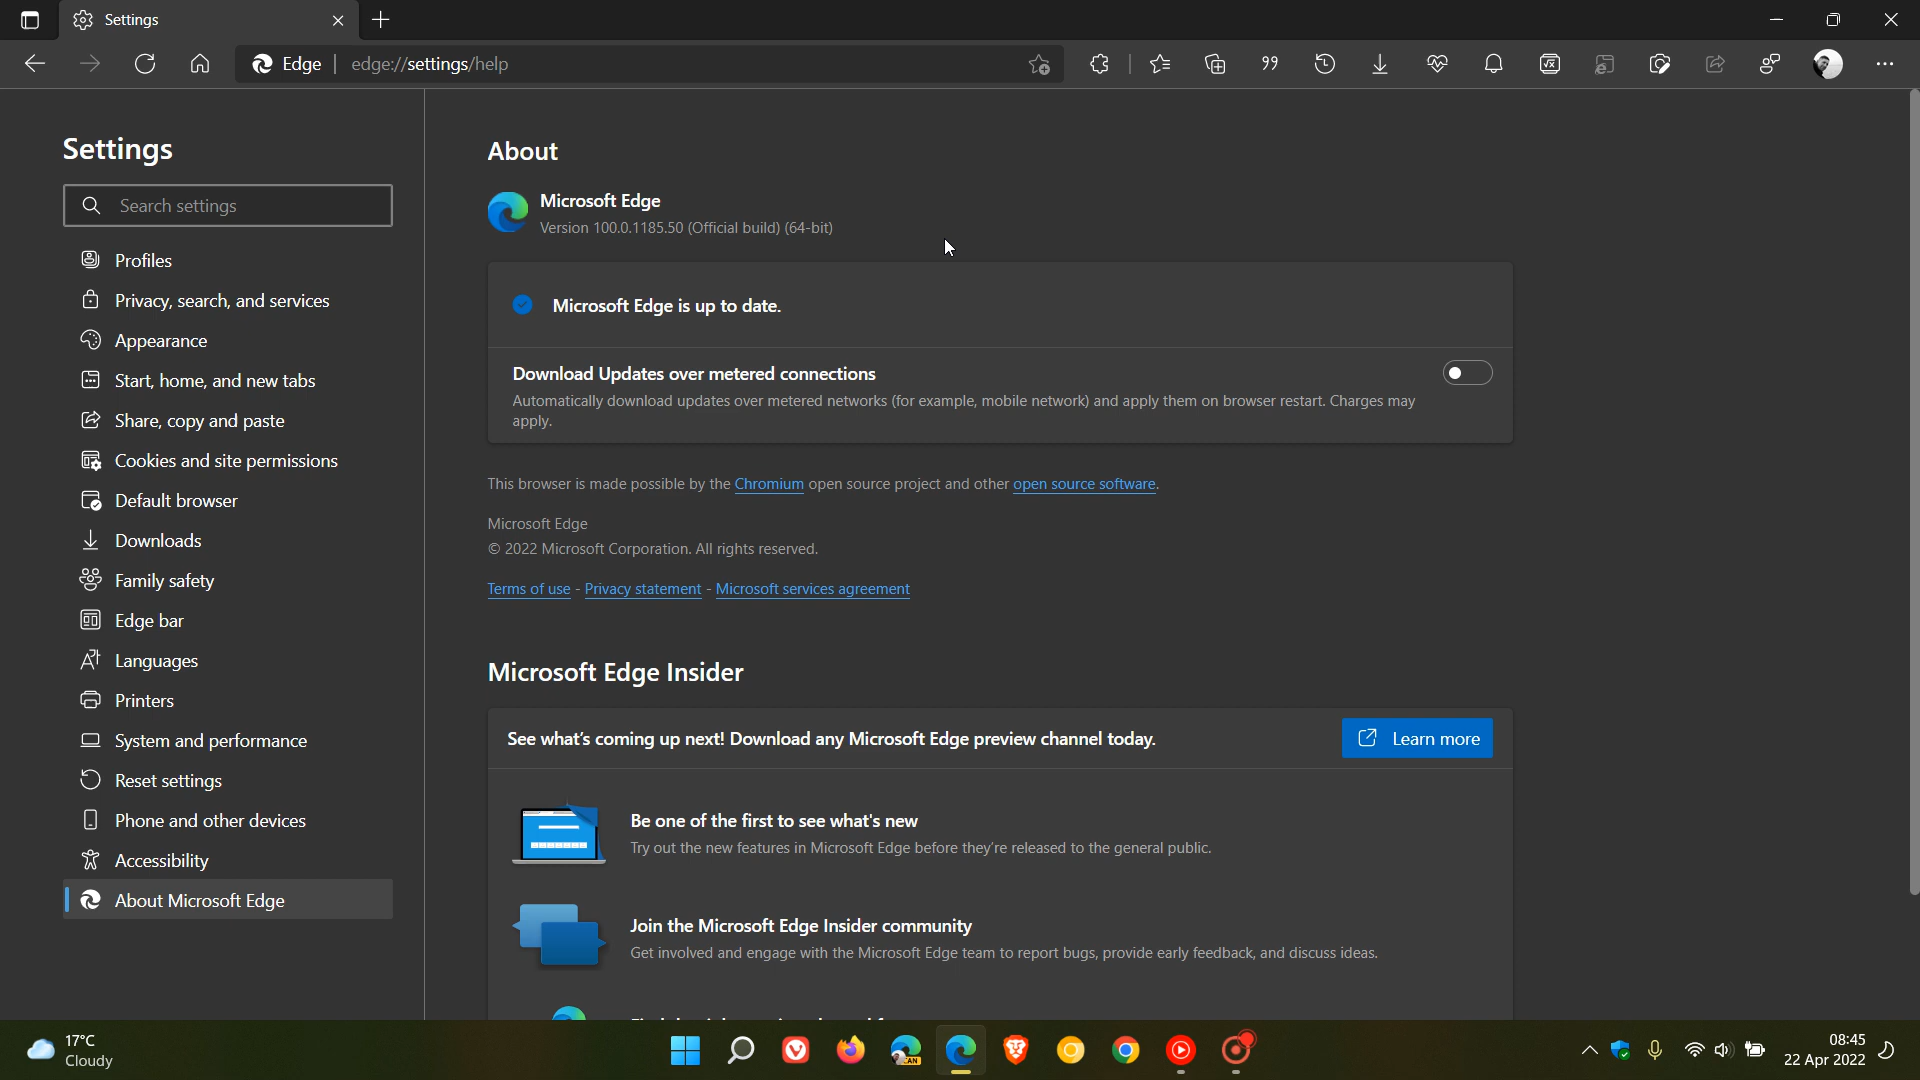 Settings
Edge
edge://settings/help
Settings
Search settings
Profiles
Privacy, search, and services
Appearance
Start, home, and new tabs
Share, copy and paste
Cookies and site permissions
Default browser
Downloads
Family safety
Edge bar
Languages
Printers
System and performance
Reset settings
Phone and other devices
Accessibility
About Microsoft Edge
About
Microsoft Edge
Version 100.0.1185.50 (Official build) (64-bit)
Microsoft Edge is up to date.
Download Updates over metered connections
Automatically download updates over metered networks (for example, mobile network) and apply them on browser restart. Charges may
apply.
This browser is made possible by the Chromium open source project and other open source software.
Microsoft Edge
© 2022 Microsoft Corporation. All rights reserved.
Terms of use - Privacy statement - Microsoft services agreement
Microsoft Edge Insider
See what's coming up next! Download any Microsoft Edge preview channel today.
Learn more
Be one of the first to see what's new
Try out the new features in Microsoft Edge before they're released to the general public.
Join the Microsoft Edge Insider community
Get involved and engage with the Microsoft Edge team to report bugs, provide early feedback, and discuss ideas.
17°C
Cloudy
CAN
08:45
22 Apr 2022